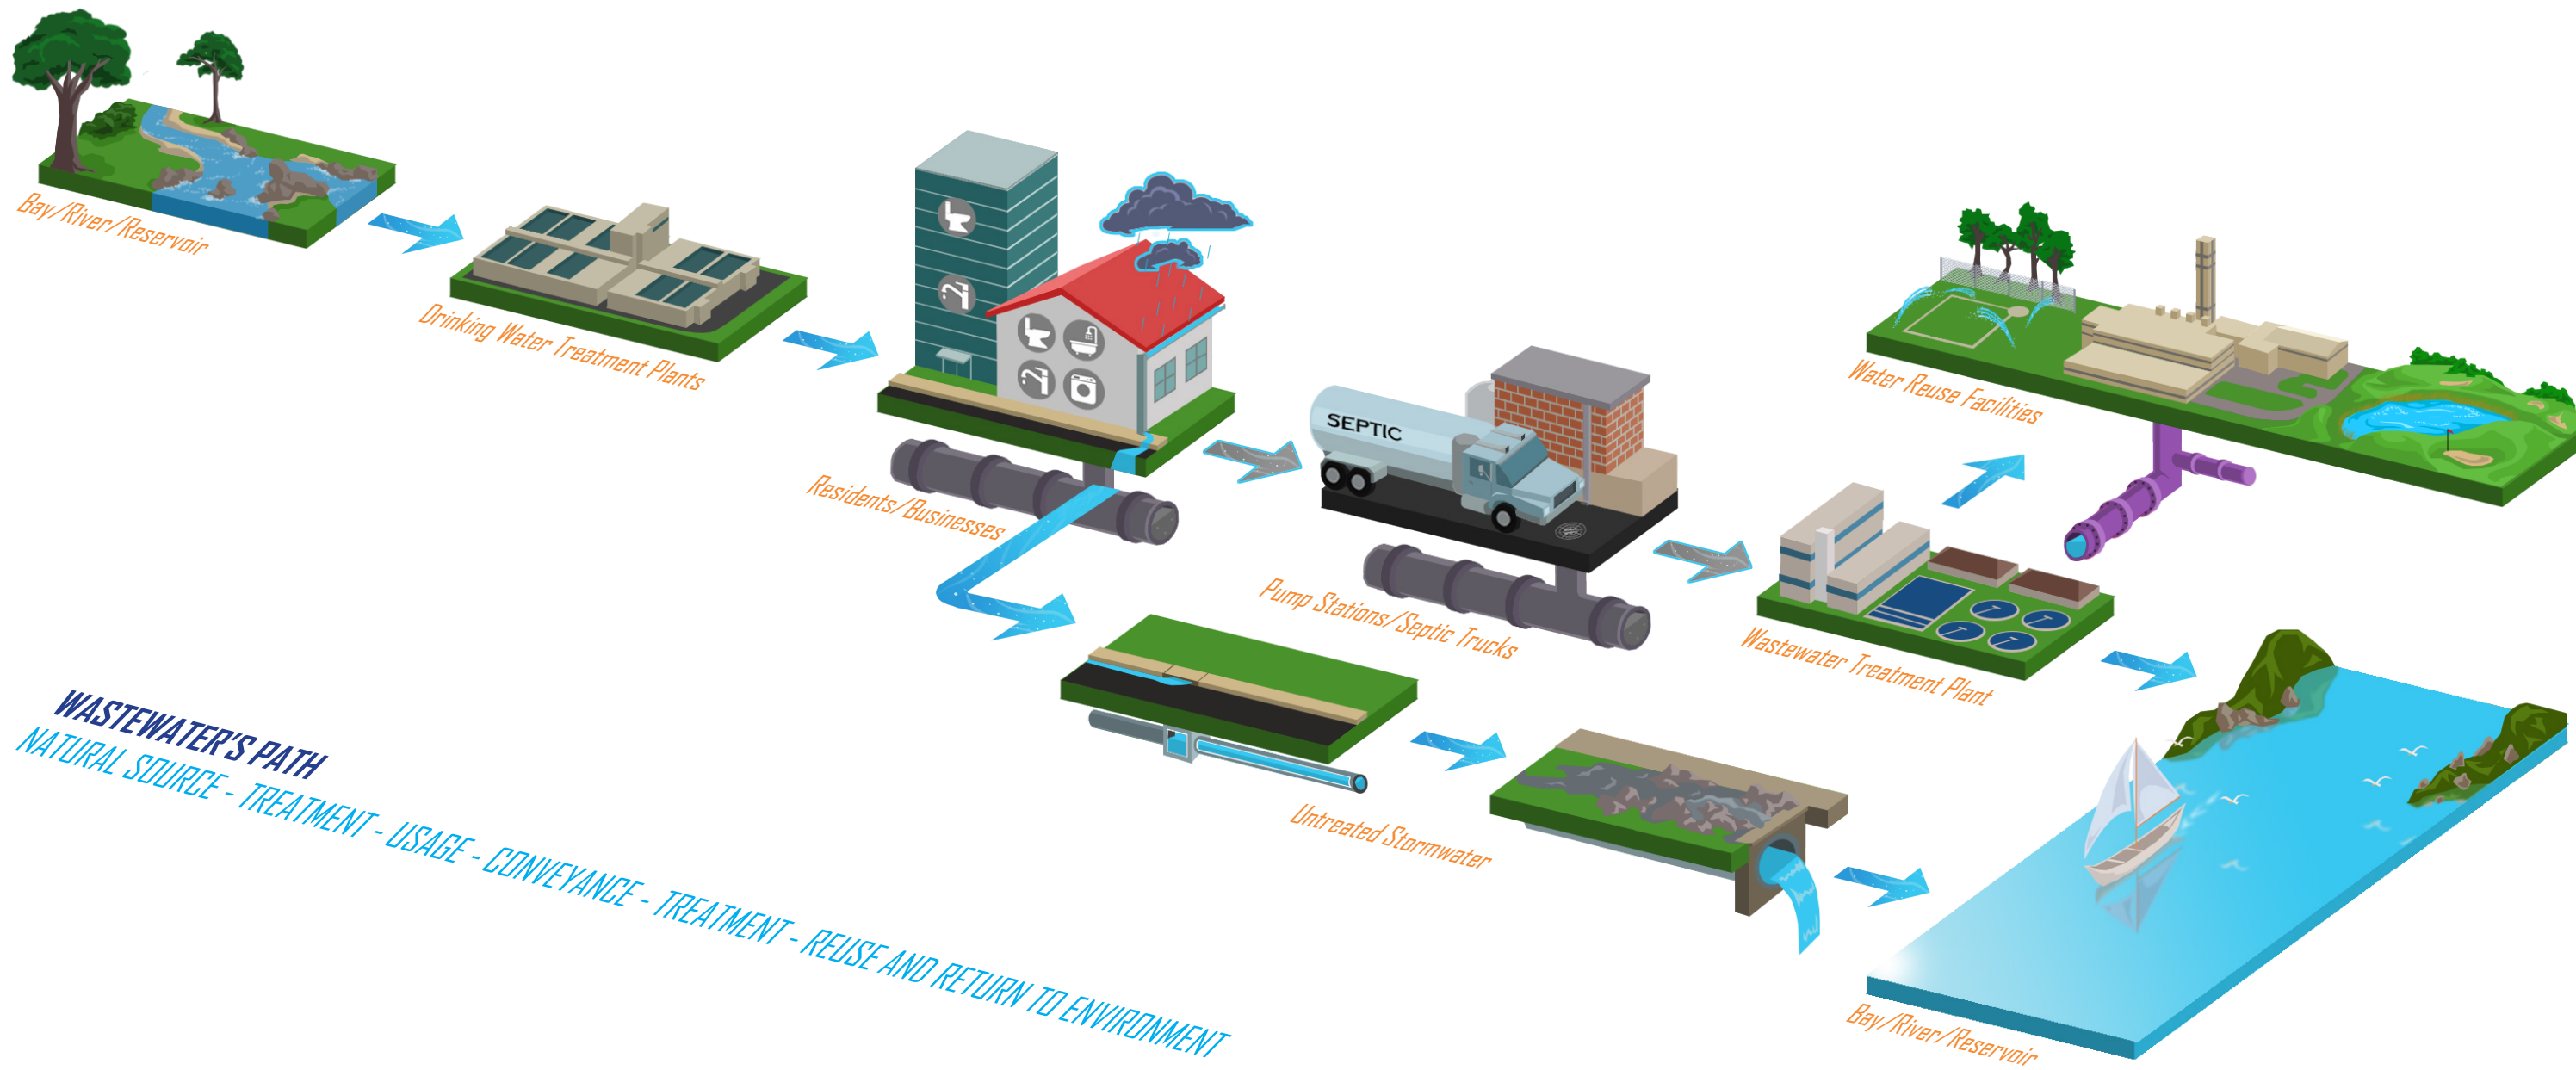 Bay/River/Reservoir
Drinking Water Treatment Plants
Residents/Businesses
SEPTIC
Pump Stations/Septic Trucks
Water Reuse Facilities
Wastewater Treatment Plant
Untreated Stormwater
Bay/River/Reservoir
WASTEWATER'S PATH
NATURAL SOURCE - TREATMENT - USAGE - CONVEYANCE - TREATMENT - REUSE AND RETURN TO ENVIRONMENT